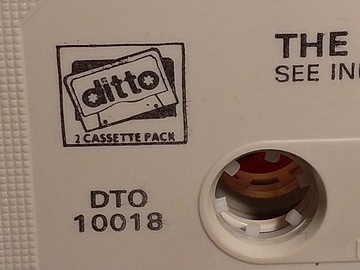 ditto
2 CASSETTE PACK
THE
SEE IN
DTO
10018